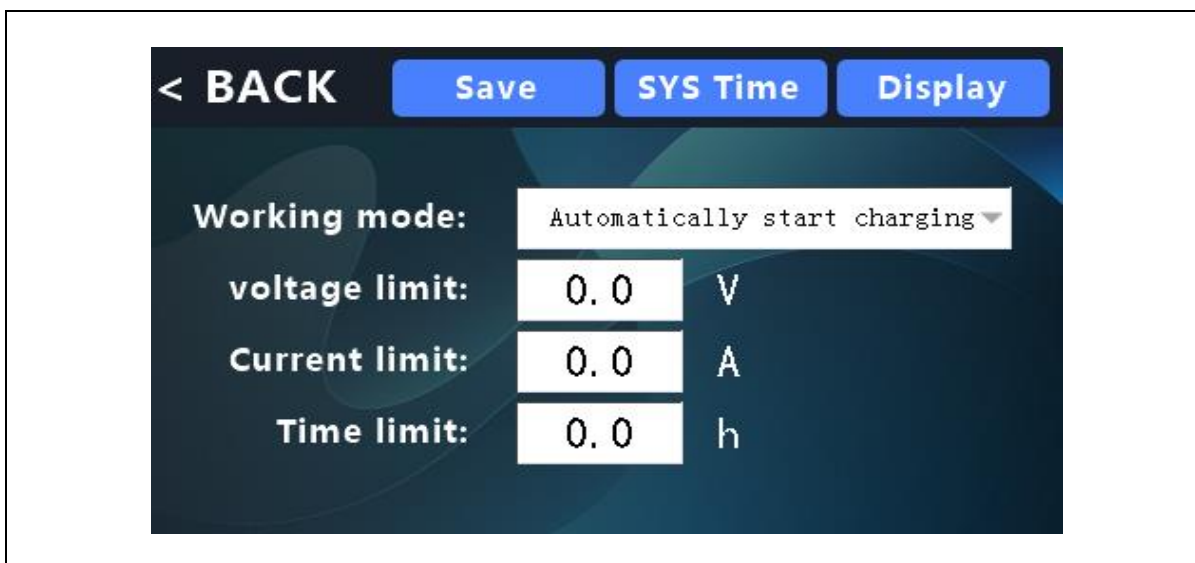 < BACK Save SYS Time Display
Working mode: Automatically start charging
voltage limit: 0.0 V
Current limit: 0.0 A
Time limit: 0.0 h